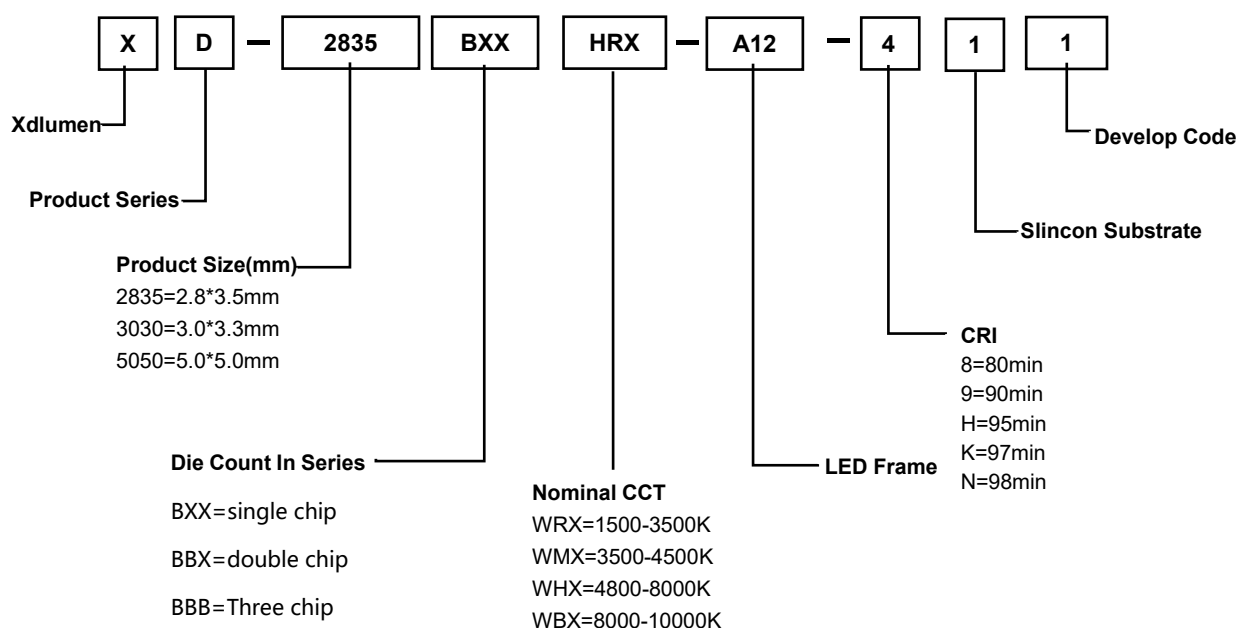 X D – 2835 BXX HRX – A12 – 4 1 1
Xdlumen
Develop Code
Product Series
Slincon Substrate
Product Size(mm)
2835=2.8*3.5mm
3030=3.0*3.3mm
5050=5.0*5.0mm
CRI
8=80min
9=90min
H=95min
K=97min
N=98min
Die Count In Series
BXX=single chip
BBX=double chip
BBB=Three chip
Nominal CCT
WRX=1500-3500K
WMX=3500-4500K
WHX=4800-8000K
WBX=8000-10000K
LED Frame